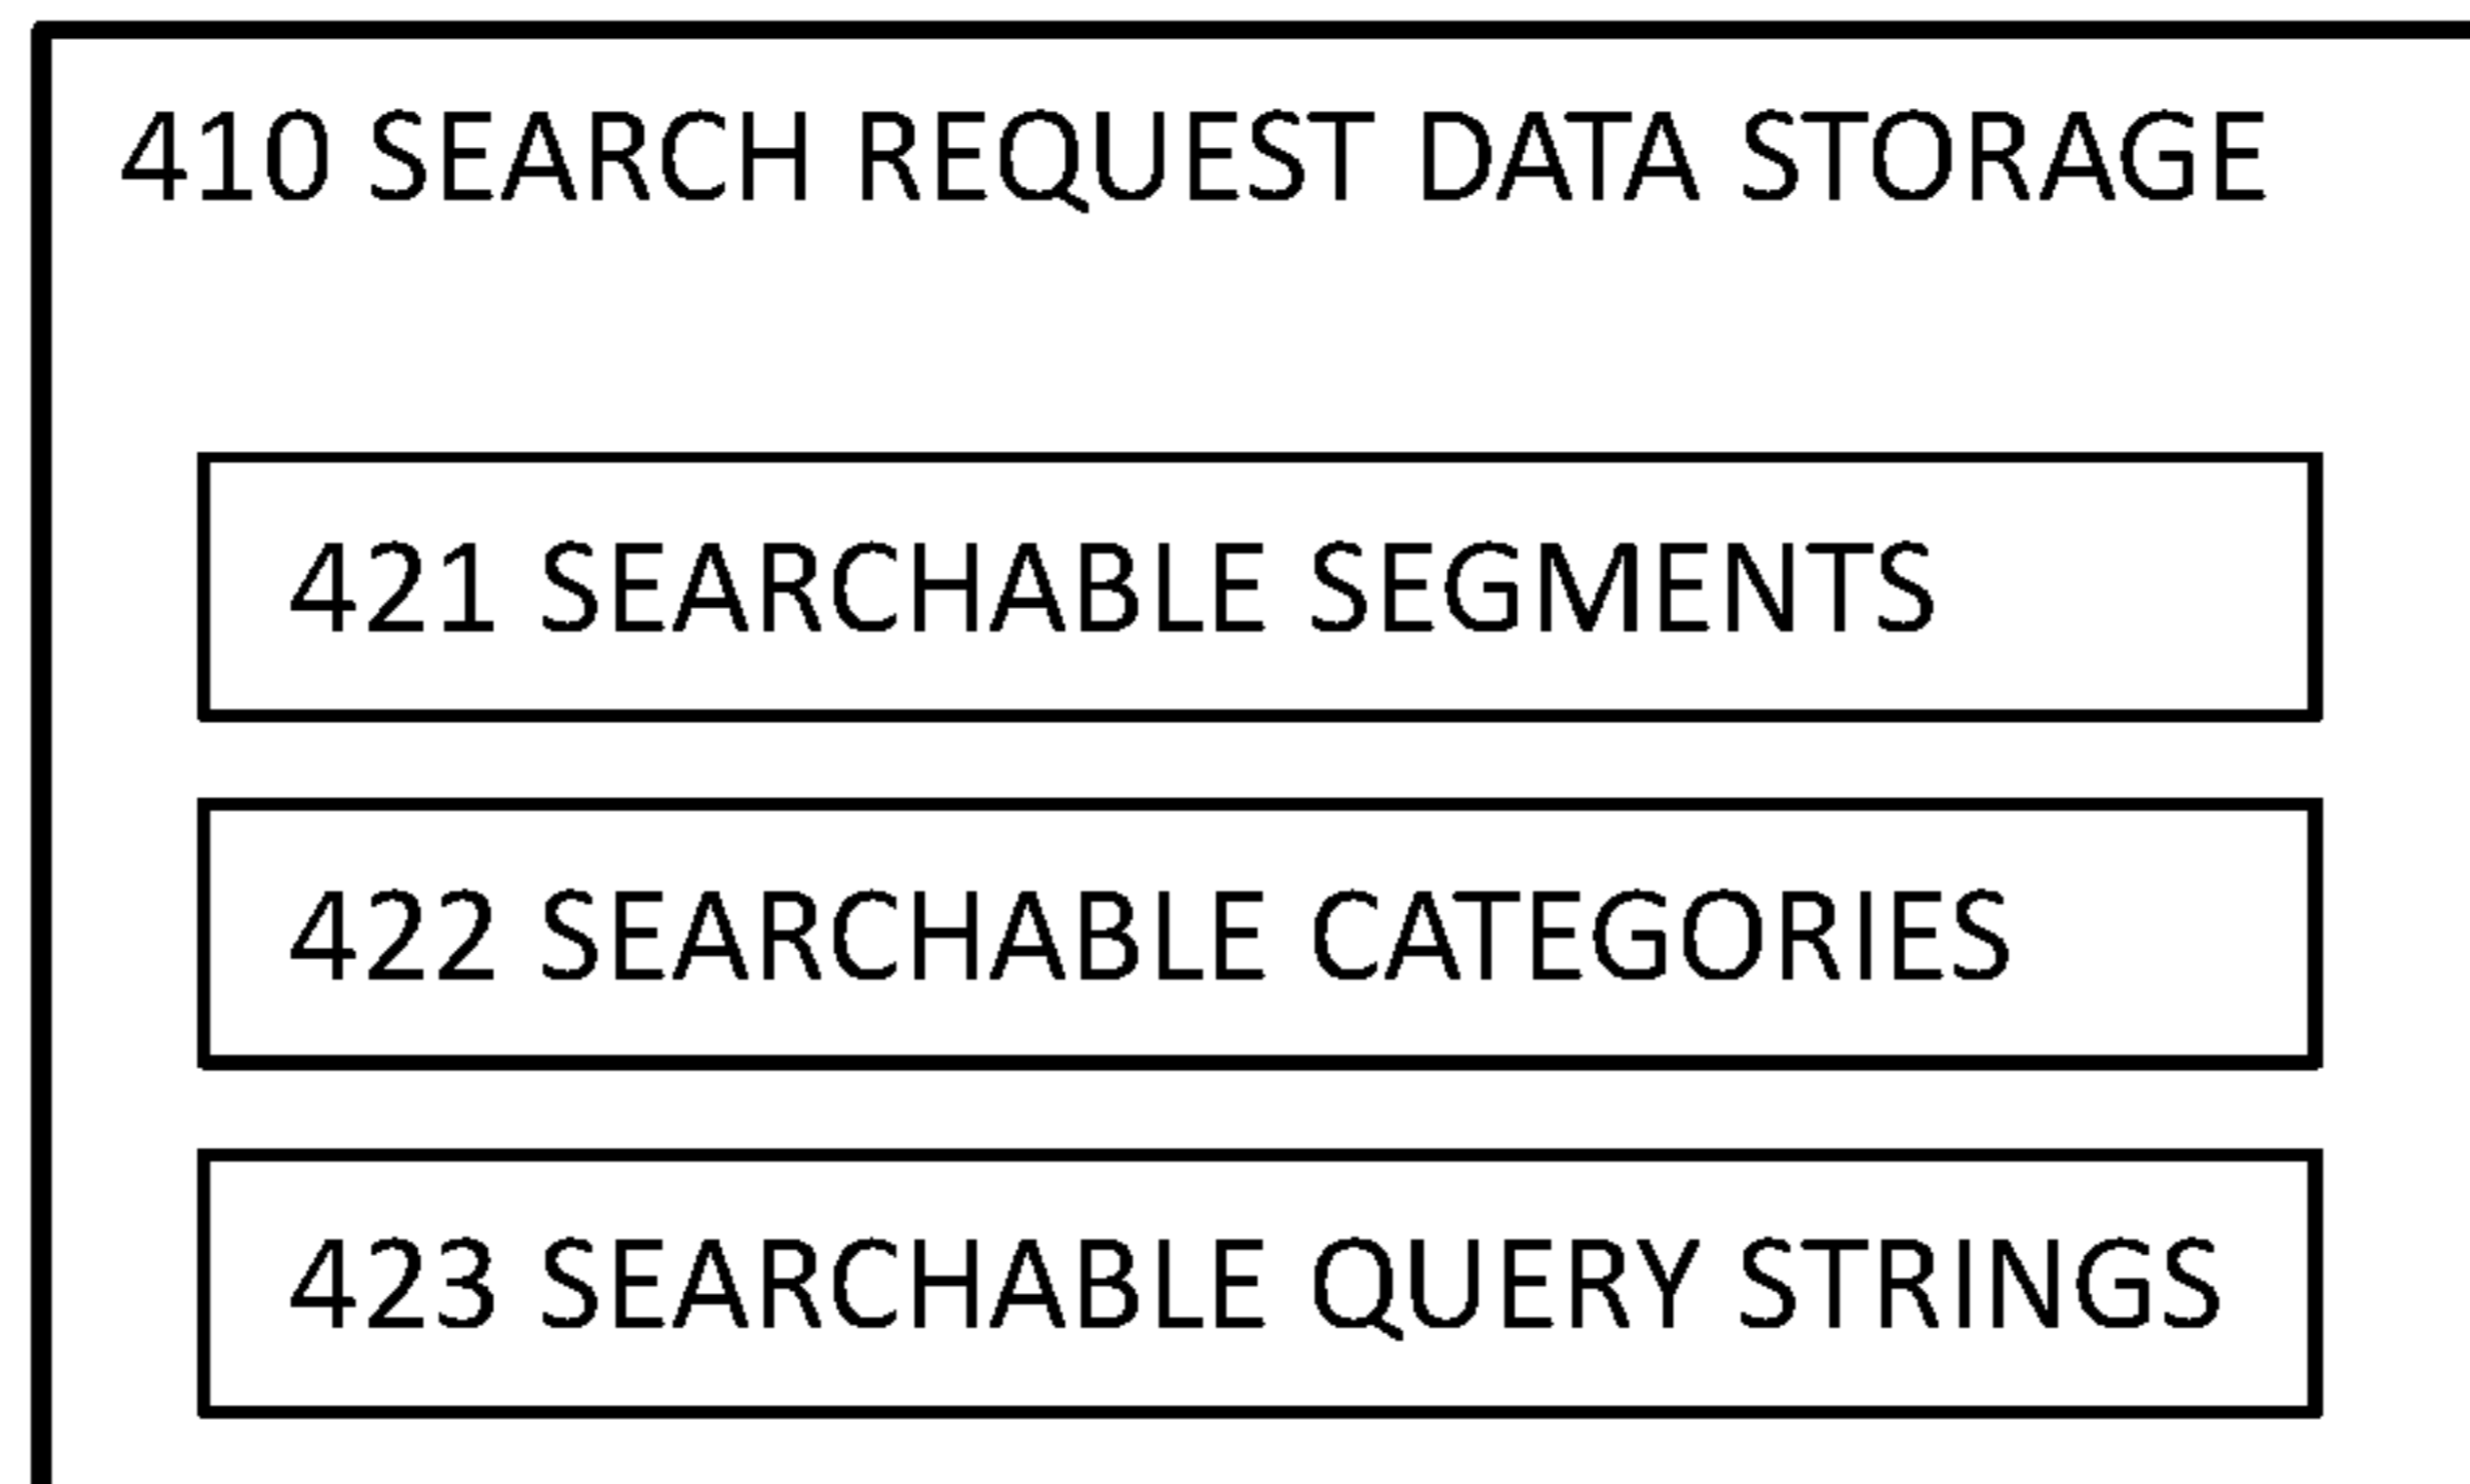 410 SEARCH REQUEST DATA STORAGE
421 SEARCHABLE SEGMENTS
422 SEARCHABLE CATEGORIES
423 SEARCHABLE QUERY STRINGS